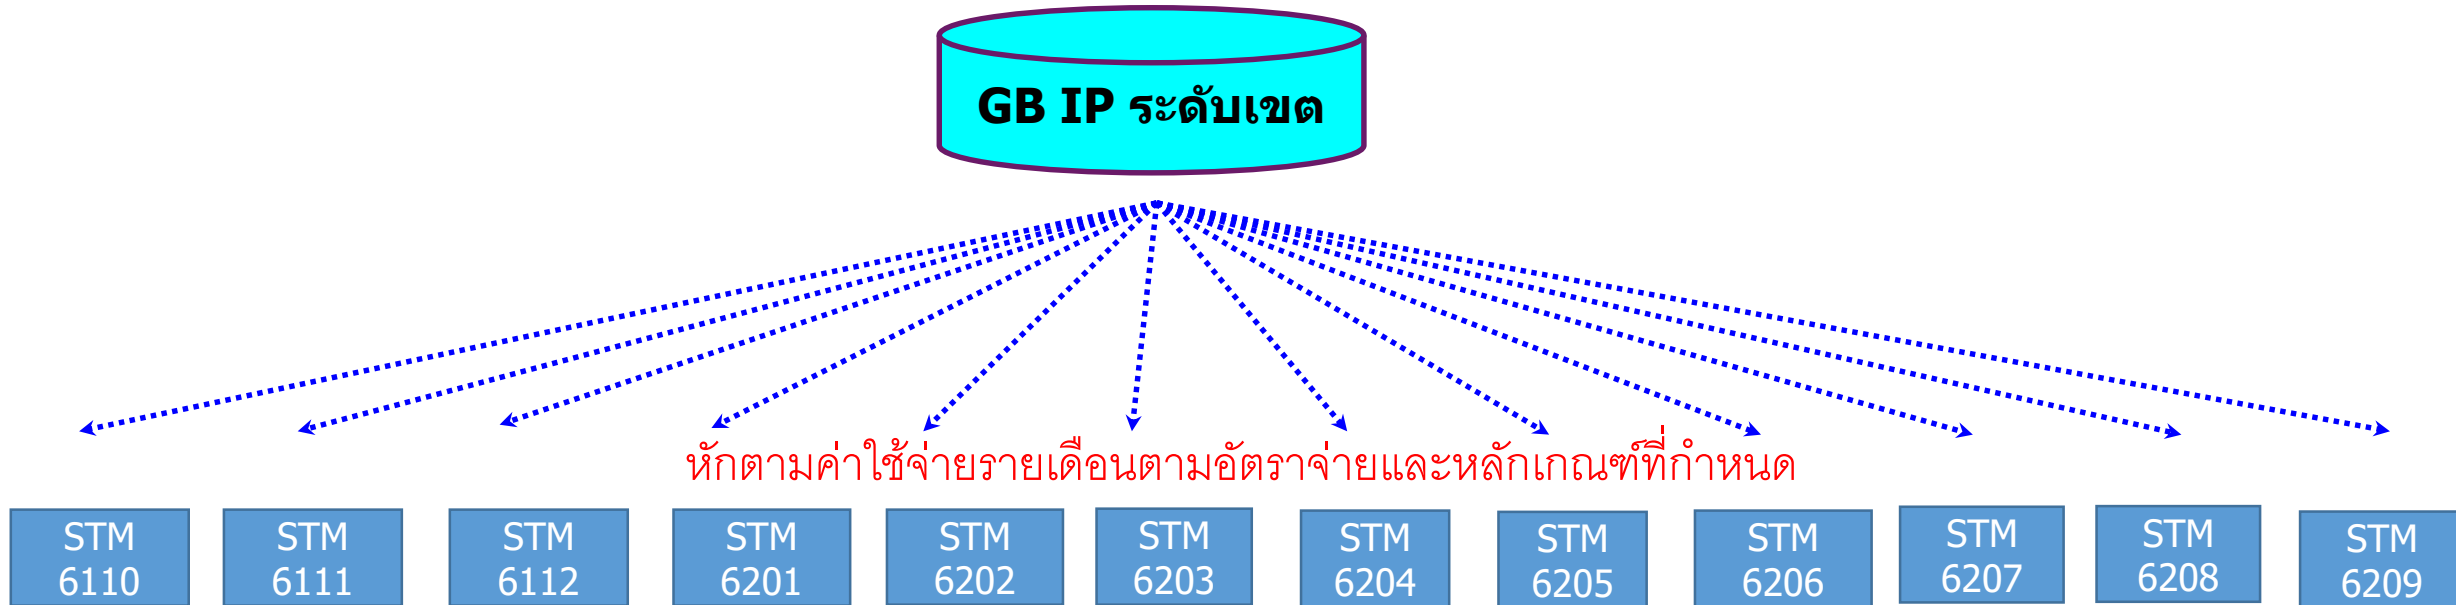 GB IP ระดับเขต
หักตามค่าใช้จ่ายรายเดือนตามอัตราจ่ายและหลักเกณฑ์ที่กำหนด
STM
6110
STM
6111
STM
6112
STM
6201
STM
6202
STM
6203
STM
6204
STM
6205
STM
6206
STM
6207
STM
6208
STM
6209